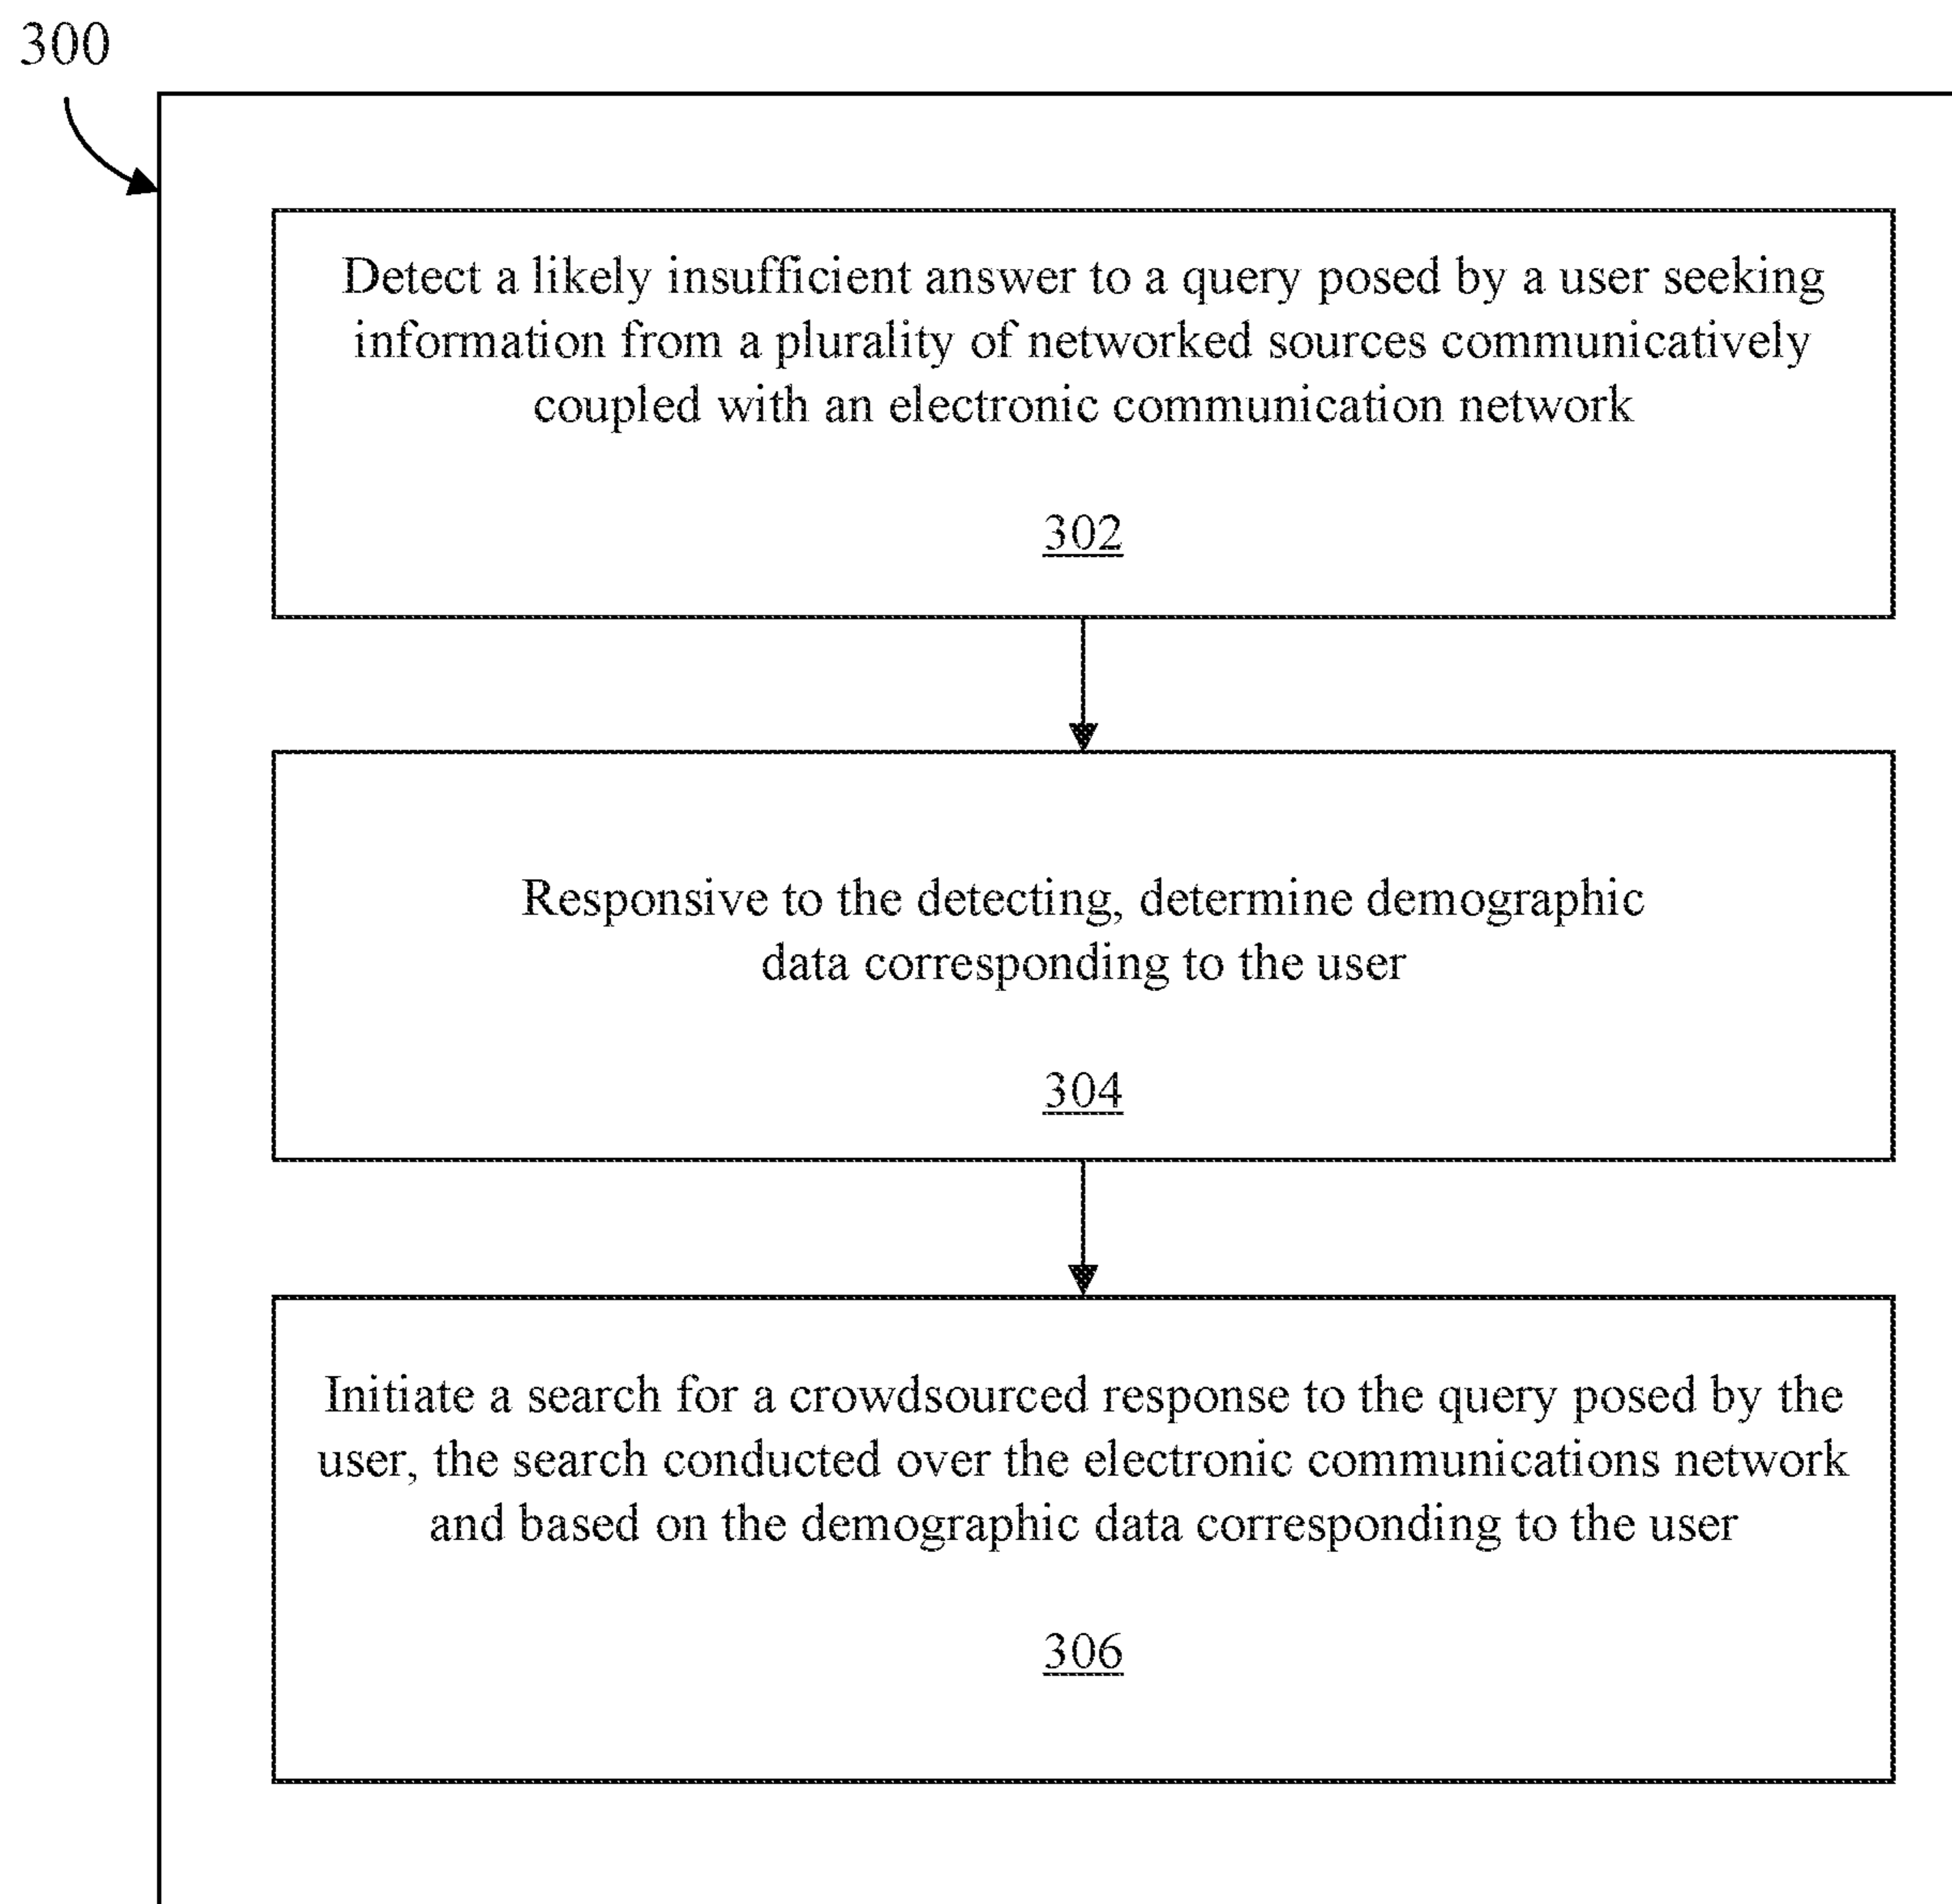 300
Detect a likely insufficient answer to a query posed by a user seeking
information from a plurality of networked sources communicatively
coupled with an electronic communication network
302
Responsive to the detecting, determine demographic
data corresponding to the user
304
Initiate a search for a crowdsourced response to the query posed by the
user, the search conducted over the electronic communications network
and based on the demographic data corresponding to the user
306